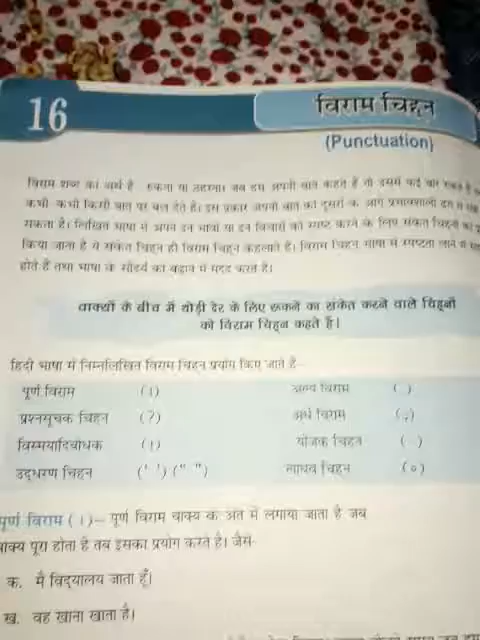 16
विराम चिह्न
(Punctuation)
विराम शब्द का अर्थ है रुकना या ठहरना। जब हम अपनी बात कहते हैं तो उसमें कई बार रुकते हैं
कभी कभी किसी बात पर बल देते हैं। इस प्रकार अपनी बात को दूसरों के आगे प्रभावशाली ढंग से रख
सकता है। लिखित भाषा में अपने इन भावों या इन विचारों को स्पष्ट करने के लिए संकेत चिह्नों का
किया जाता है ये संकेत चिह्न ही विराम चिह्न कहलाते हैं। विराम चिह्न भाषा में स्पष्टता लाने में
होते हैं तथा भाषा के सौंदर्य को बढ़ाने में मदद करते हैं।
वाक्यों के बीच में थोड़ी देर के लिए रुकने का संकेत करने वाले चिह्नों
को विराम चिह्न कहते हैं।
हिंदी भाषा में निम्नलिखित विराम चिह्न प्रयोग किए जाते हैं–
पूर्ण विराम (।) अल्प विराम (,)
प्रश्नसूचक चिह्न (?) अर्ध विराम (;)
विस्मयादिबोधक (!) योजक चिह्न (-)
उद्धरण चिह्न (' ') (" ") लाघव चिह्न (०)
पूर्ण विराम (।)– पूर्ण विराम वाक्य के अंत में लगाया जाता है जब
वाक्य पूरा होता है तब इसका प्रयोग करते हैं। जैसे-
क. मैं विद्यालय जाता हूँ।
ख. वह खाना खाता है।